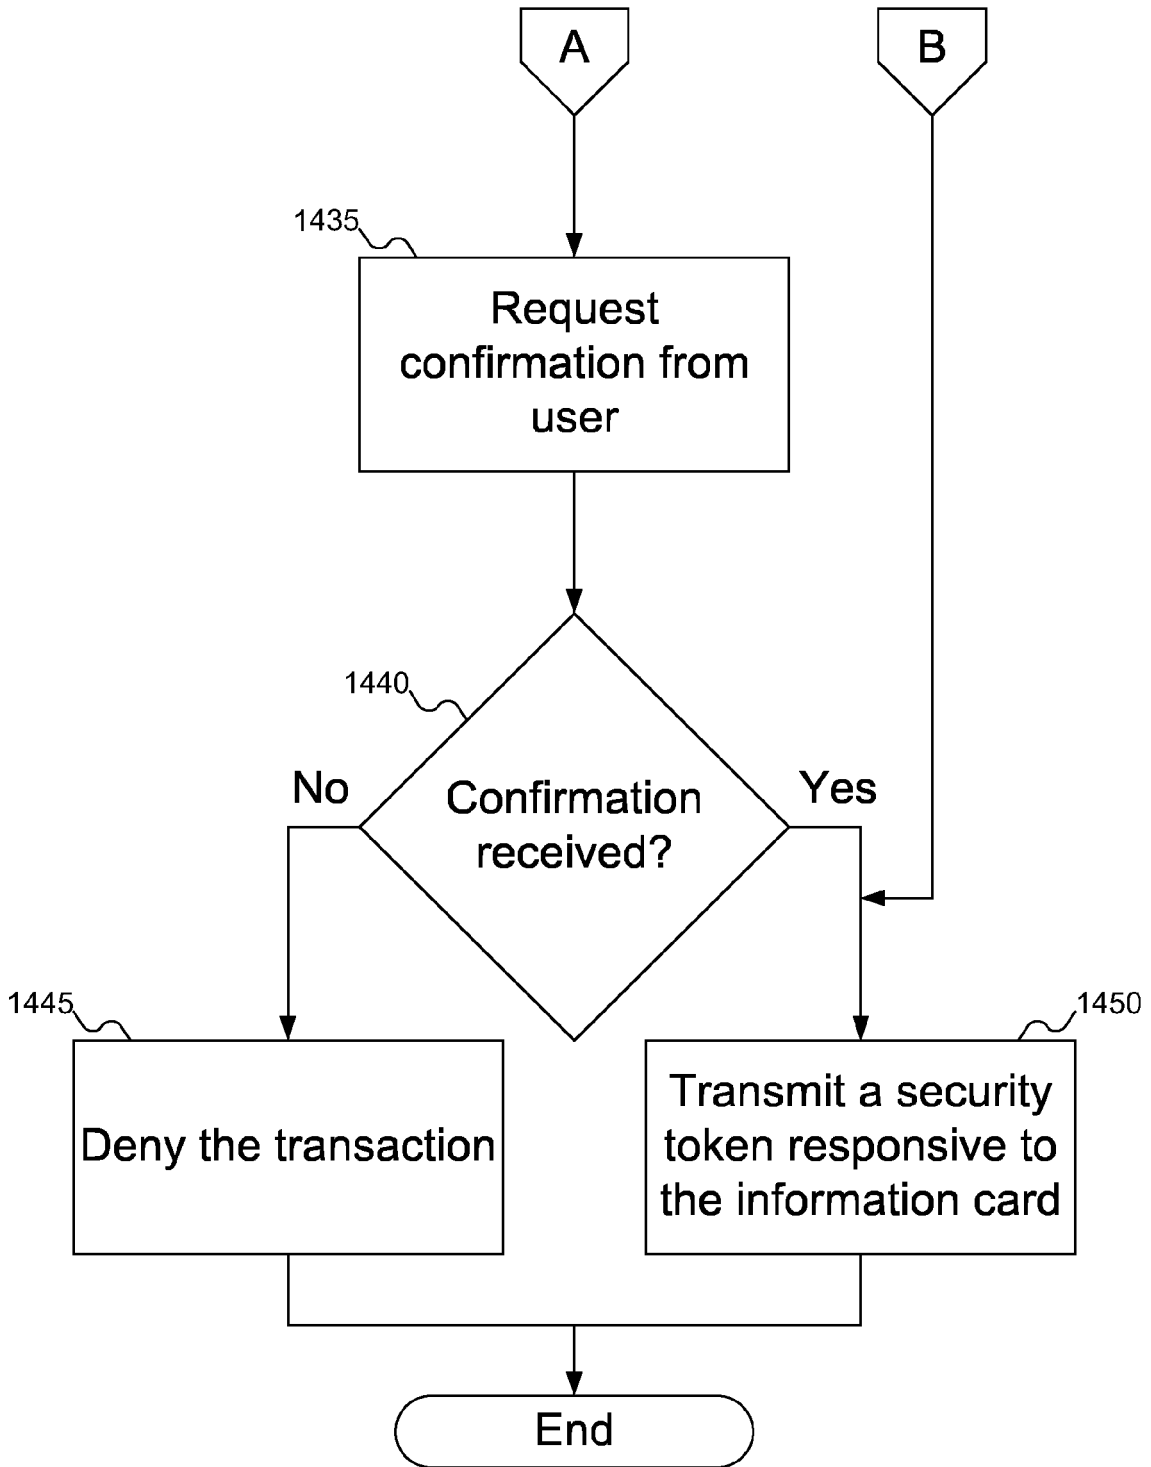 A
B
1435
Request
confirmation from
user
1440
No
Confirmation
received?
Yes
1445
Deny the transaction
1450
Transmit a security
token responsive to
the information card
End